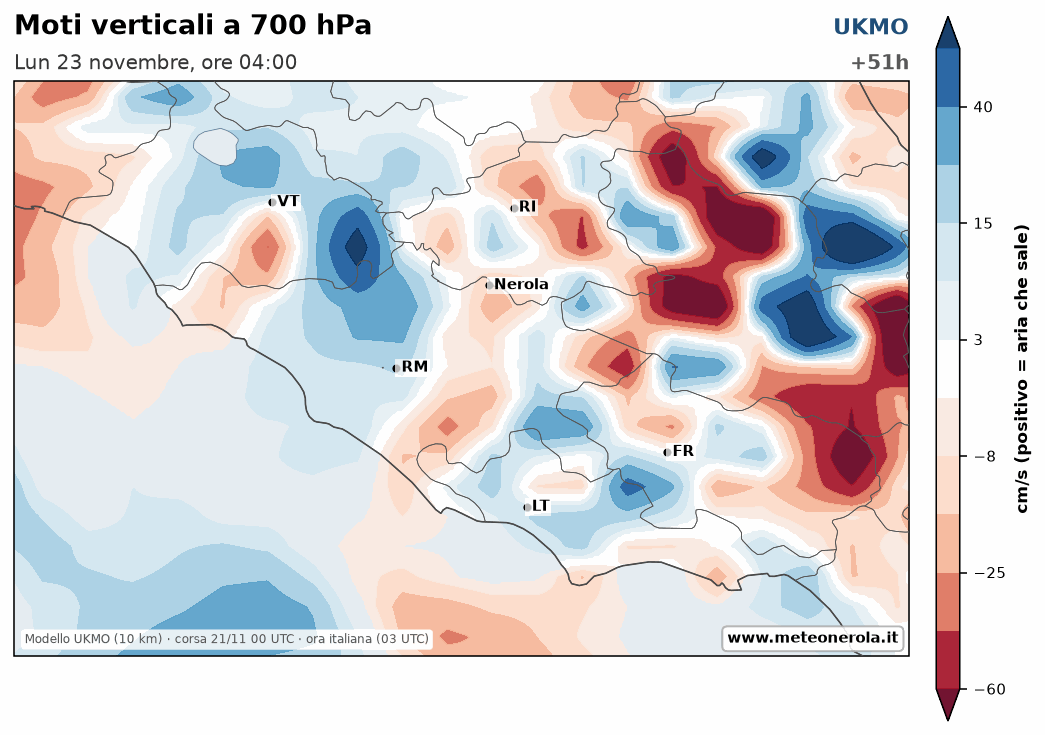 Moti verticali a 700 hPa
UKMO
Lun 23 novembre, ore 04:00
+51h
VT
RI
Nerola
RM
FR
LT
40
15
3
−8
−25
−60
cm/s (positivo = aria che sale)
Modello UKMO (10 km) · corsa 21/11 00 UTC · ora italiana (03 UTC)
www.meteonerola.it